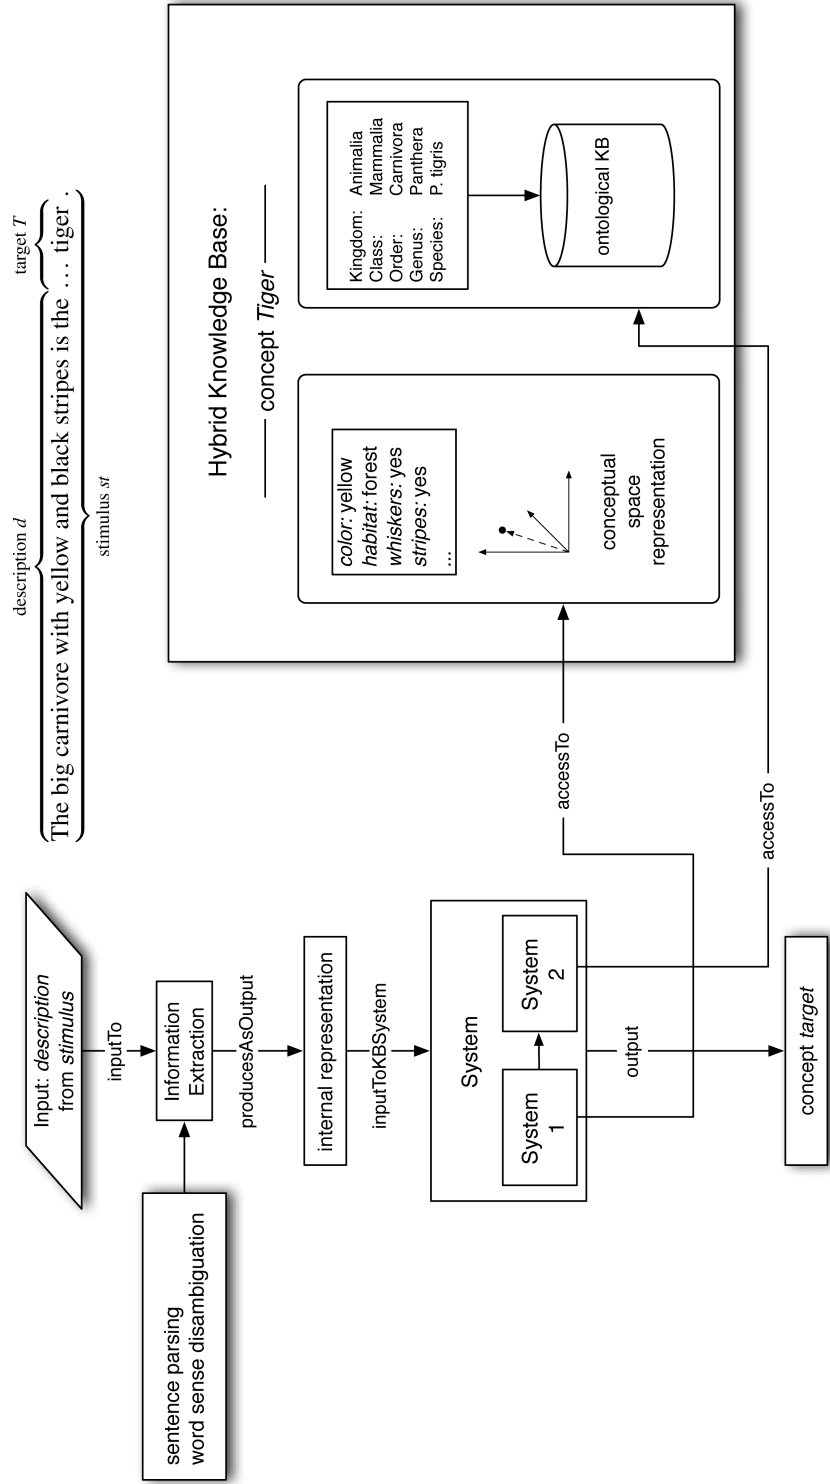 description d
target T
The big carnivore with yellow and black stripes is the ... tiger .
stimulus st
Input: description
from stimulus
inputTo
sentence parsing
word sense disambiguation
Information
Extraction
producesAsOutput
internal representation
inputToKBSystem
System
System
1
System
2
output
concept target
accessTo
accessTo
Hybrid Knowledge Base:
concept Tiger
color: yellow
habitat: forest
whiskers: yes
stripes: yes
...
conceptual
space
representation
Kingdom: Animalia
Class: Mammalia
Order: Carnivora
Genus: Panthera
Species: P. tigris
ontological KB